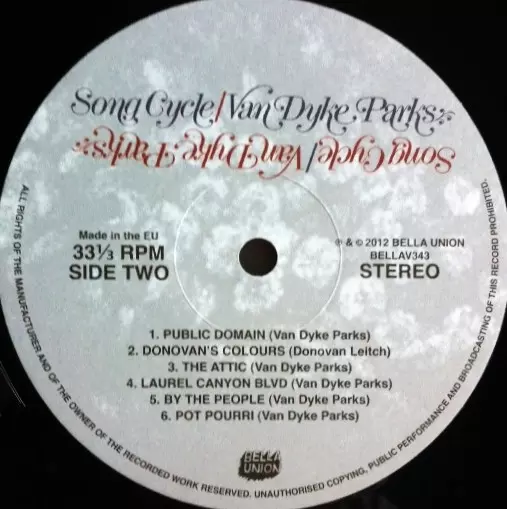 Song Cycle/Van Dyke Parks
Song Cycle/Van Dyke Parks
Made in the EU
33⅓ RPM
SIDE TWO
℗ & © 2012 BELLA UNION
BELLAV343
STEREO
1. PUBLIC DOMAIN (Van Dyke Parks)
2. DONOVAN'S COLOURS (Donovan Leitch)
3. THE ATTIC (Van Dyke Parks)
4. LAUREL CANYON BLVD (Van Dyke Parks)
5. BY THE PEOPLE (Van Dyke Parks)
6. POT POURRI (Van Dyke Parks)
BELLA
UNION
ALL RIGHTS OF THE MANUFACTURER AND OF THE OWNER OF THE RECORDED WORK RESERVED. UNAUTHORISED COPYING, PUBLIC PERFORMANCE AND BROADCASTING OF THIS RECORD PROHIBITED.